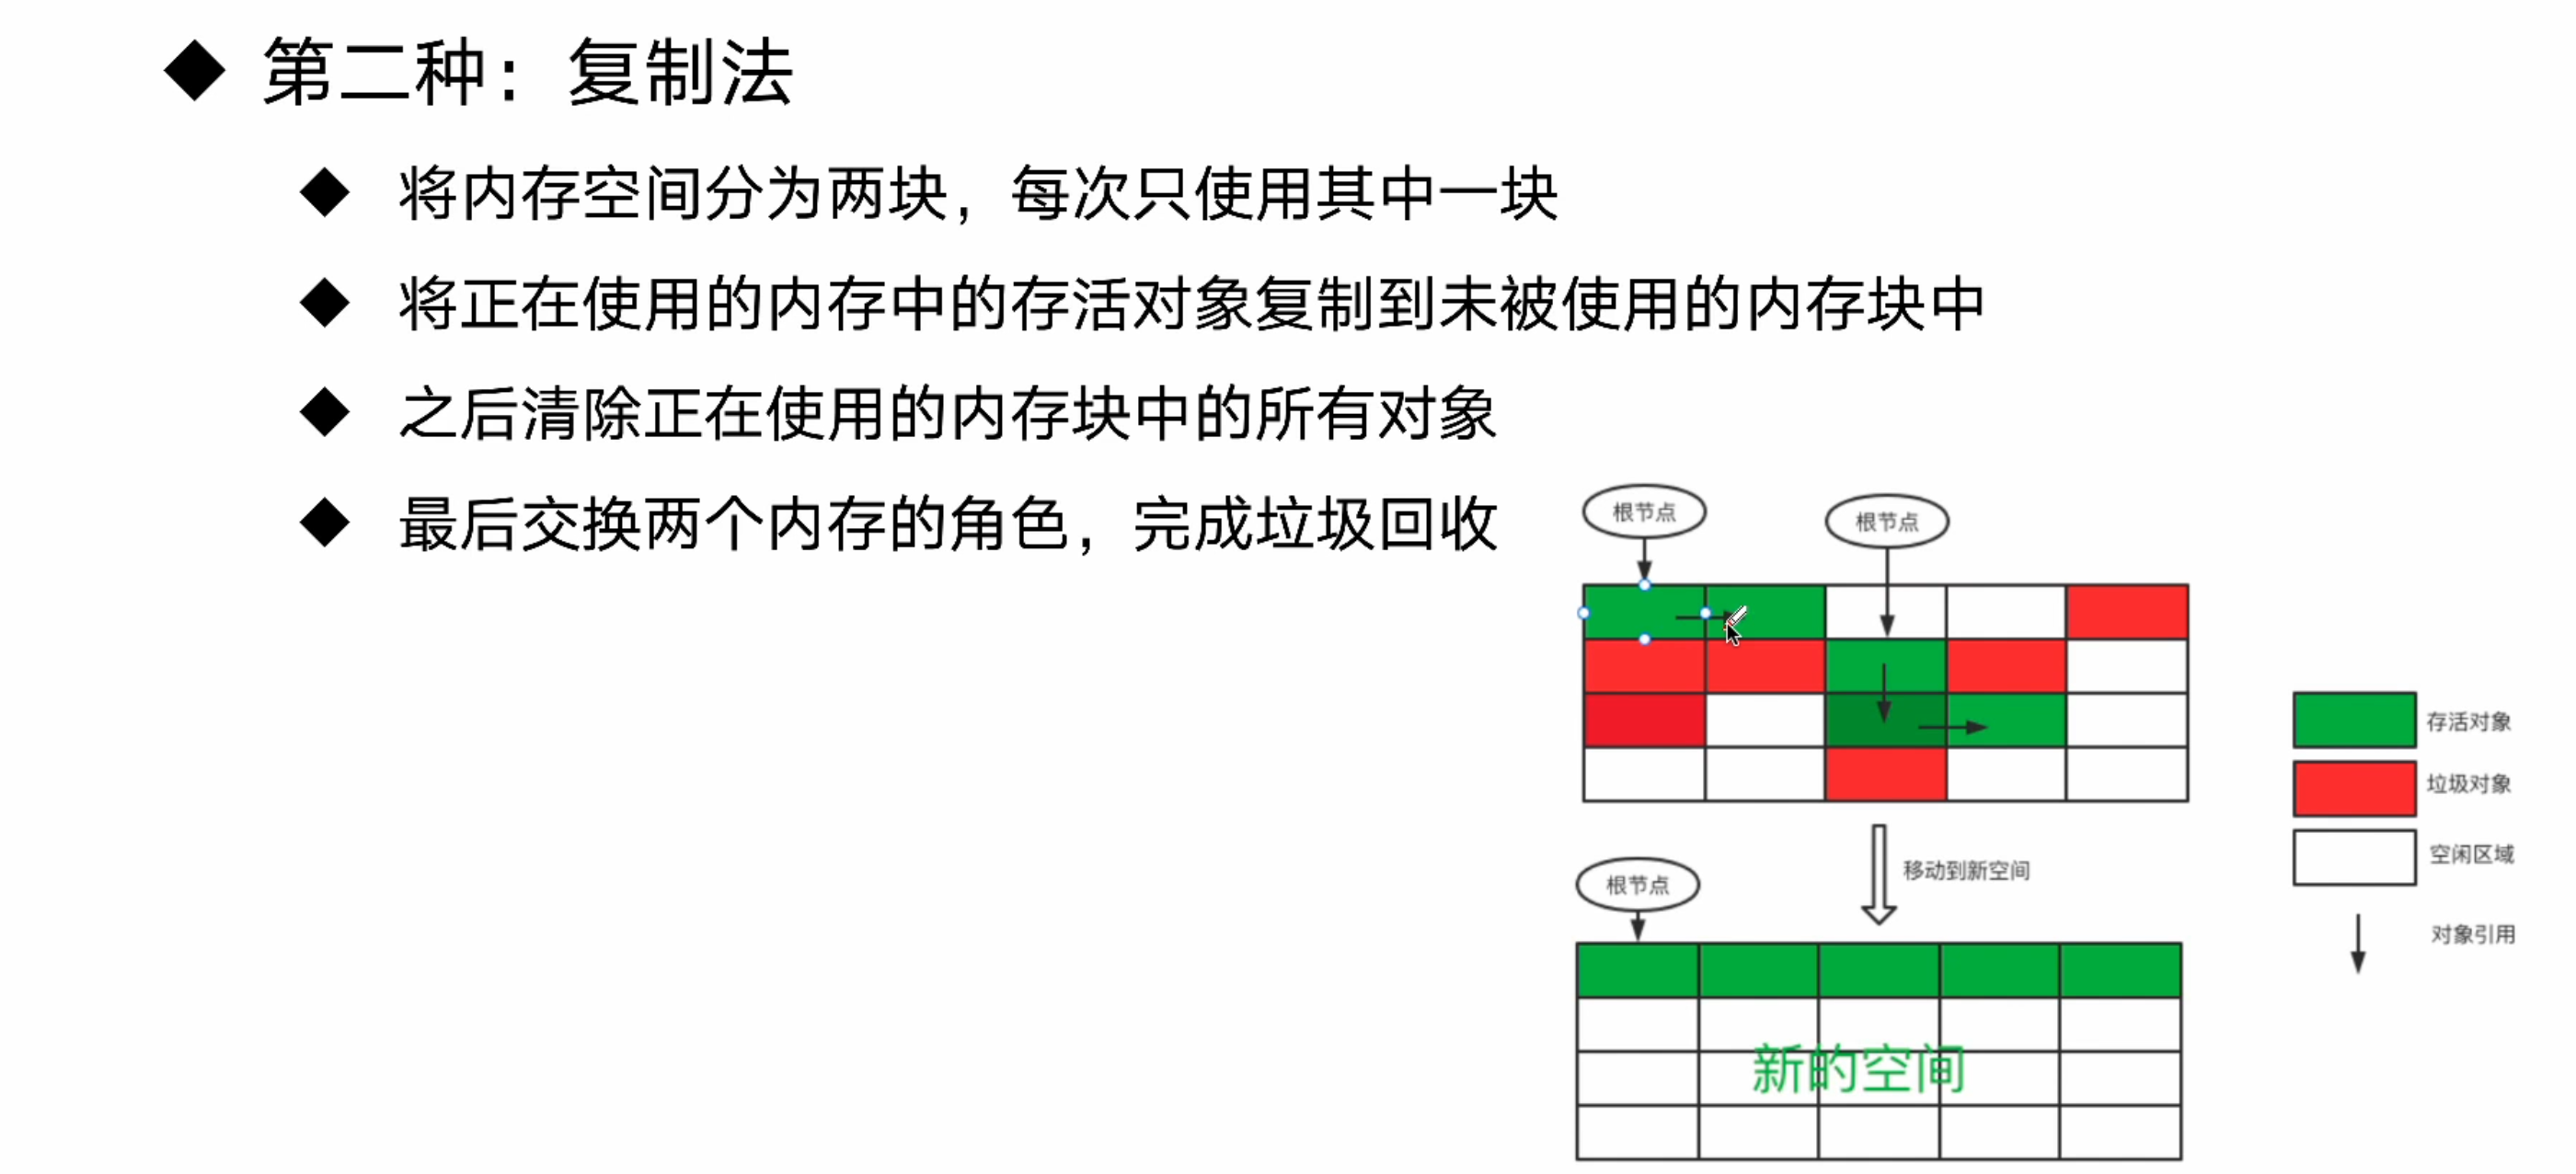 第二种：复制法
将内存空间分为两块，每次只使用其中一块
将正在使用的内存中的存活对象复制到未被使用的内存块中
之后清除正在使用的内存块中的所有对象
最后交换两个内存的角色，完成垃圾回收
根节点
根节点
存活对象
垃圾对象
空闲区域
对象引用
移动到新空间
根节点
新的空间